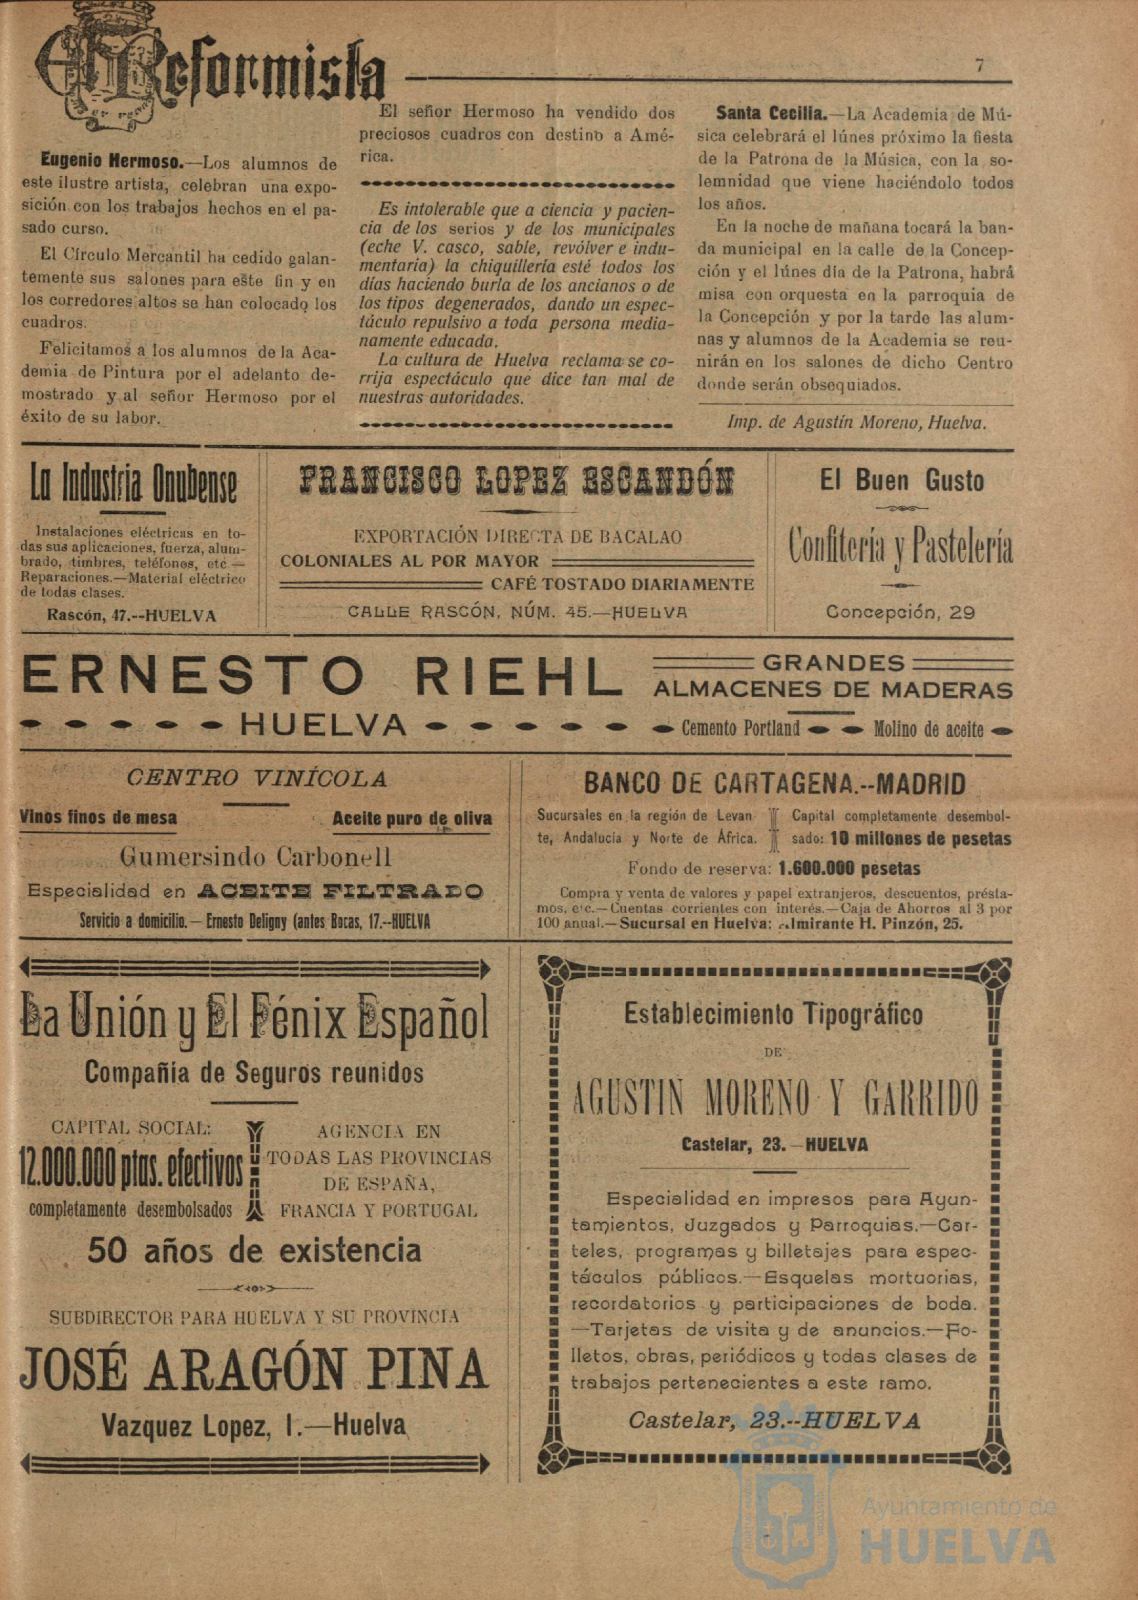 El Reformista
7
Eugenio Hermoso.—Los alumnos de
este ilustre artista, celebran una expo-
sición con los trabajos hechos en el pa-
sado curso.
El Círculo Mercantil ha cedido galan-
temente sus salones para este fin y en
los corredores altos se han colocado los
cuadros.
Felicitamos a los alumnos de la Aca-
demia de Pintura por el adelanto de-
mostrado y al señor Hermoso por el
éxito de su labor.
El señor Hermoso ha vendido dos
preciosos cuadros con destino a Amé-
rica.
Es intolerable que a ciencia y pacien-
cia de los serios y de los municipales
(eche V. casco, sable, revólver e indu-
mentaria) la chiquillería esté todos los
días haciendo burla de los ancianos o de
los tipos degenerados, dando un espec-
táculo repulsivo a toda persona media-
namente educada.
La cultura de Huelva reclama se co-
rrija espectáculo que dice tan mal de
nuestras autoridades.
Santa Cecilia.—La Academia de Mú-
sica celebrará el lúnes próximo la fiesta
de la Patrona de la Música, con la so-
lemnidad que viene haciéndolo todos
los años.
En la noche de mañana tocará la ban-
da municipal en la calle de la Concep-
ción y el lúnes día de la Patrona, habrá
misa con orquesta en la parroquia de
la Concepción y por la tarde las alum-
nas y alumnos de la Academia se reu-
nirán en los salones de dicho Centro
donde serán obsequiados.
Imp. de Agustín Moreno, Huelva.
La Industria Onubense
Instalaciones eléctricas en to-
das sus aplicaciones, fuerza, alum-
brado, timbres, teléfonos, etc —
Reparaciones.—Material eléctrico
de todas clases.
Rascón, 47.--HUELVA
FRANCISCO LOPEZ ESCANDÓN
EXPORTACIÓN DIRECTA DE BACALAO
COLONIALES AL POR MAYOR
CAFÉ TOSTADO DIARIAMENTE
CALLE RASCÓN, NÚM. 45.—HUELVA
El Buen Gusto
Confitería y Pastelería
Concepción, 29
ERNESTO RIEHL
HUELVA
GRANDES
ALMACENES DE MADERAS
Cemento Portland Molino de aceite
CENTRO VINÍCOLA
Vinos finos de mesa Aceite puro de oliva
Gumersindo Carbonell
Especialidad en ACEITE FILTRADO
Servicio a domicilio.— Ernesto Deligny (antes Bocas, 17.--HUELVA
BANCO DE CARTAGENA.--MADRID
Sucursales en la región de Levan
te, Andalucía y Norte de África.
Capital completamente desembol-
sado: 10 millones de pesetas
Fondo de reserva: 1.600.000 pesetas
Compra y venta de valores y papel extranjeros, descuentos, présta-
mos, etc.—Cuentas corrientes con interés.—Caja de Ahorros al 3 por
100 anual.—Sucursal en Huelva: Almirante H. Pinzón, 25.
La Unión y El Fénix Español
Compañía de Seguros reunidos
CAPITAL SOCIAL:
12.000.000 ptas. efectivos
completamente desembolsados
AGENCIA EN
TODAS LAS PROVINCIAS
DE ESPAÑA,
FRANCIA Y PORTUGAL
50 años de existencia
SUBDIRECTOR PARA HUELVA Y SU PROVINCIA
JOSÉ ARAGÓN PINA
Vazquez Lopez, 1.—Huelva
Establecimiento Tipográfico
DE
AGUSTIN MORENO Y GARRIDO
Castelar, 23.—HUELVA
Especialidad en impresos para Ayun-
tamientos, Juzgados y Parroquias.—Car-
teles, programas y billetajes para espec-
táculos públicos.—Esquelas mortuorias,
recordatorios y participaciones de boda.
—Tarjetas de visita y de anuncios.—Fo-
lletos, obras, periódicos y todas clases de
trabajos pertenecientes a este ramo.
Castelar, 23.--HUELVA
Ayuntamiento de
HUELVA